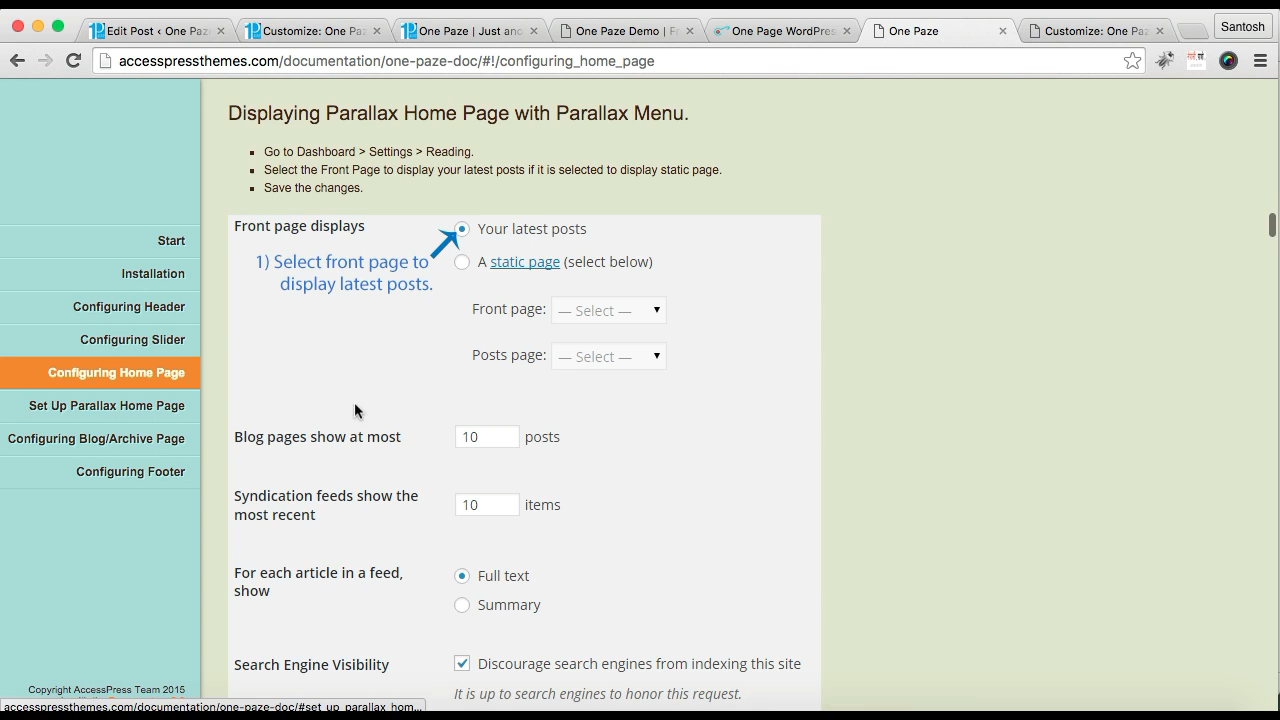 Edit Post ‹ One Paz
Customize: One Pa
One Paze | Just and
One Paze Demo | F
One Page WordPres
One Paze
Customize: One Paz
Santosh
accesspressthemes.com/documentation/one-paze-doc/#!/configuring_home_page
Start
Installation
Configuring Header
Configuring Slider
Configuring Home Page
Set Up Parallax Home Page
Configuring Blog/Archive Page
Configuring Footer
Copyright AccessPress Team 2015
Displaying Parallax Home Page with Parallax Menu.
Go to Dashboard > Settings > Reading.
Select the Front Page to display your latest posts if it is selected to display static page.
Save the changes.
Front page displays
Your latest posts
1) Select front page to
display latest posts.
A static page (select below)
Front page: — Select —
Posts page: — Select —
Blog pages show at most
10 posts
Syndication feeds show the
most recent
10 items
For each article in a feed,
show
Full text
Summary
Search Engine Visibility
Discourage search engines from indexing this site
It is up to search engines to honor this request.
accesspressthemes.com/documentation/one-paze-doc/#set_up_parallax_hom...